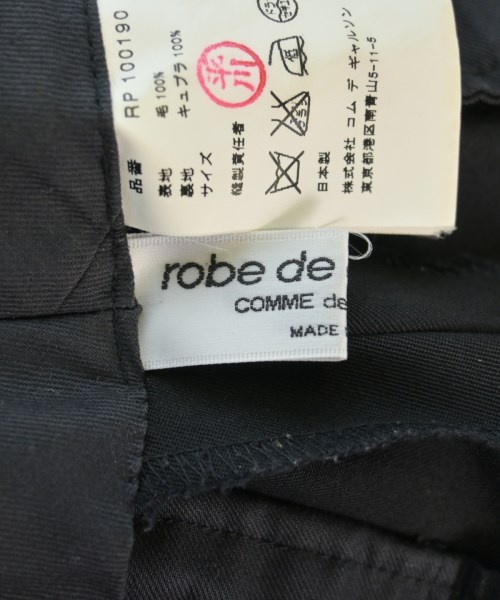 品番 RP 100190
表地 毛 100%
裏地 キュプラ 100%
サイズ
縫製責任者 平川
日本製
株式会社 コム デ ギャルソン
東京都港区南青山5-11-5
robe de
COMME de
MADE